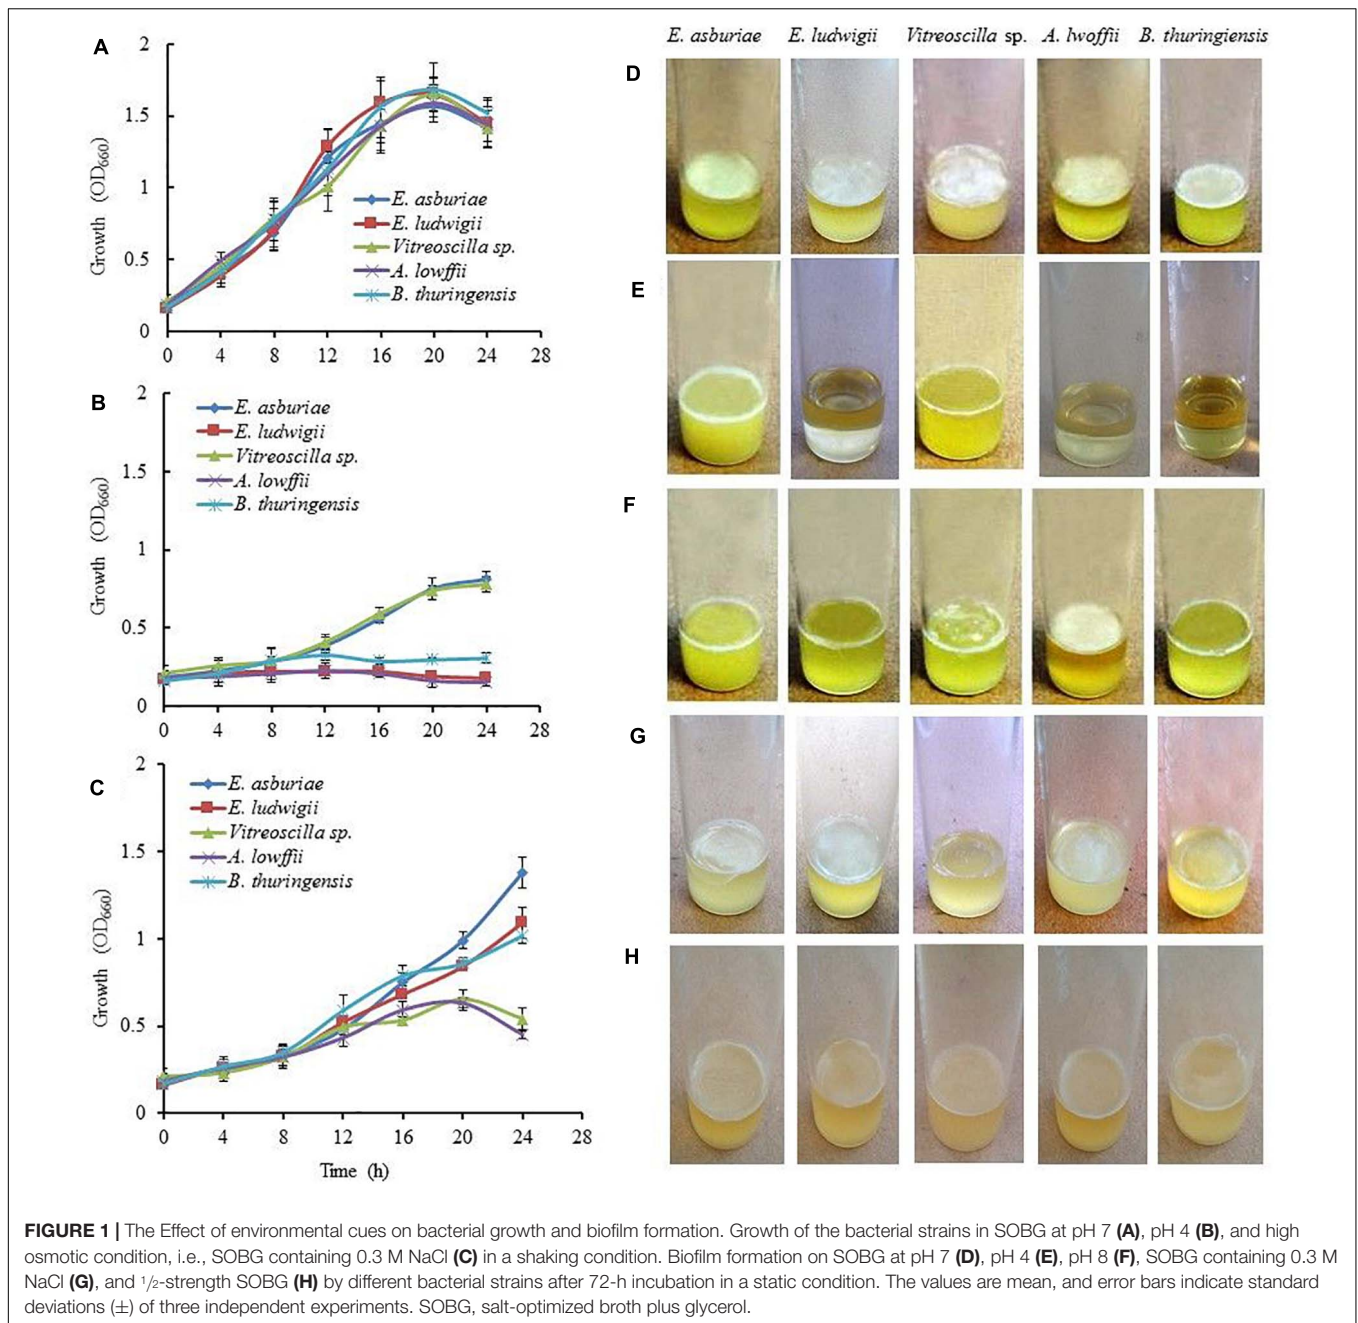 A
2
1.5
1
0.5
0
Growth (OD660)
E. asburiae
E. ludwigii
Vitreoscilla sp.
A. lowffii
B. thuringensis
0 4 8 12 16 20 24 28
B
2
1.5
1
0.5
0
Growth (OD660)
E. asburiae
E. ludwigii
Vitreoscilla sp.
A. lowffii
B. thuringensis
0 4 8 12 16 20 24 28
C
2
1.5
1
0.5
0
Growth (OD660)
E. asburiae
E. ludwigii
Vitreoscilla sp.
A. lowffii
B. thuringensis
0 4 8 12 16 20 24 28
Time (h)
E. asburiae E. ludwigii Vitreoscilla sp. A. lwoffii B. thuringiensis
D
E
F
G
H
FIGURE 1 | The Effect of environmental cues on bacterial growth and biofilm formation. Growth of the bacterial strains in SOBG at pH 7 (A), pH 4 (B), and high
osmotic condition, i.e., SOBG containing 0.3 M NaCl (C) in a shaking condition. Biofilm formation on SOBG at pH 7 (D), pH 4 (E), pH 8 (F), SOBG containing 0.3 M
NaCl (G), and 1/2-strength SOBG (H) by different bacterial strains after 72-h incubation in a static condition. The values are mean, and error bars indicate standard
deviations (±) of three independent experiments. SOBG, salt-optimized broth plus glycerol.